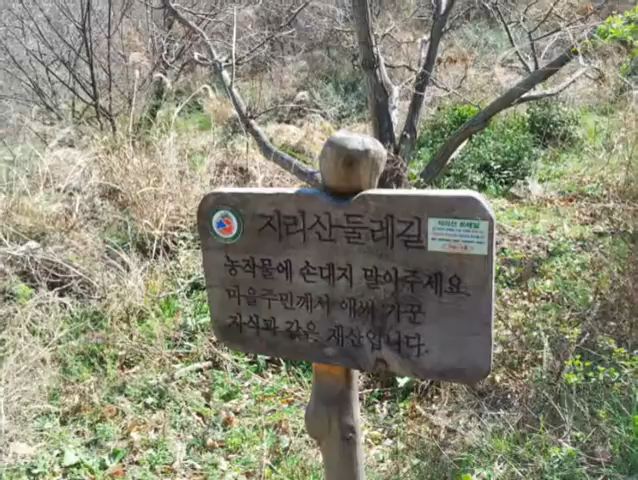 지리산둘레길
농작물에 손대지 말아주세요.
마을주민께서 애써 가꾼
자식과 같은 재산입니다.